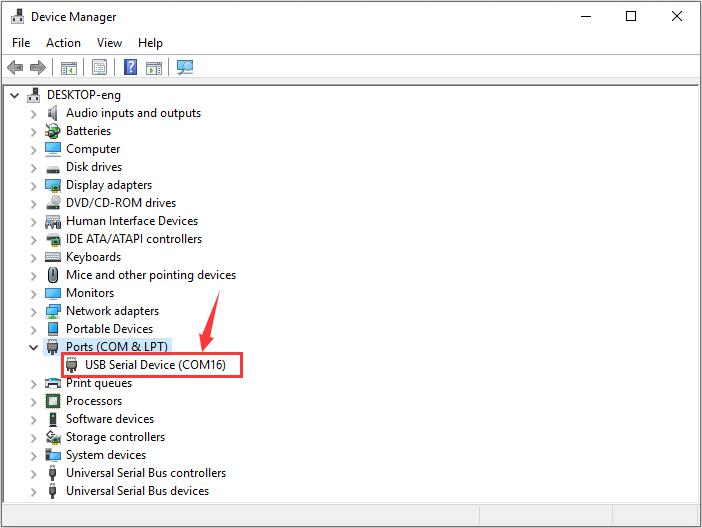 Device Manager
File Action View Help
DESKTOP-eng
Audio inputs and outputs
Batteries
Computer
Disk drives
Display adapters
DVD/CD-ROM drives
Human Interface Devices
IDE ATA/ATAPI controllers
Keyboards
Mice and other pointing devices
Monitors
Network adapters
Portable Devices
Ports (COM & LPT)
USB Serial Device (COM16)
Print queues
Processors
Software devices
Storage controllers
System devices
Universal Serial Bus controllers
Universal Serial Bus devices